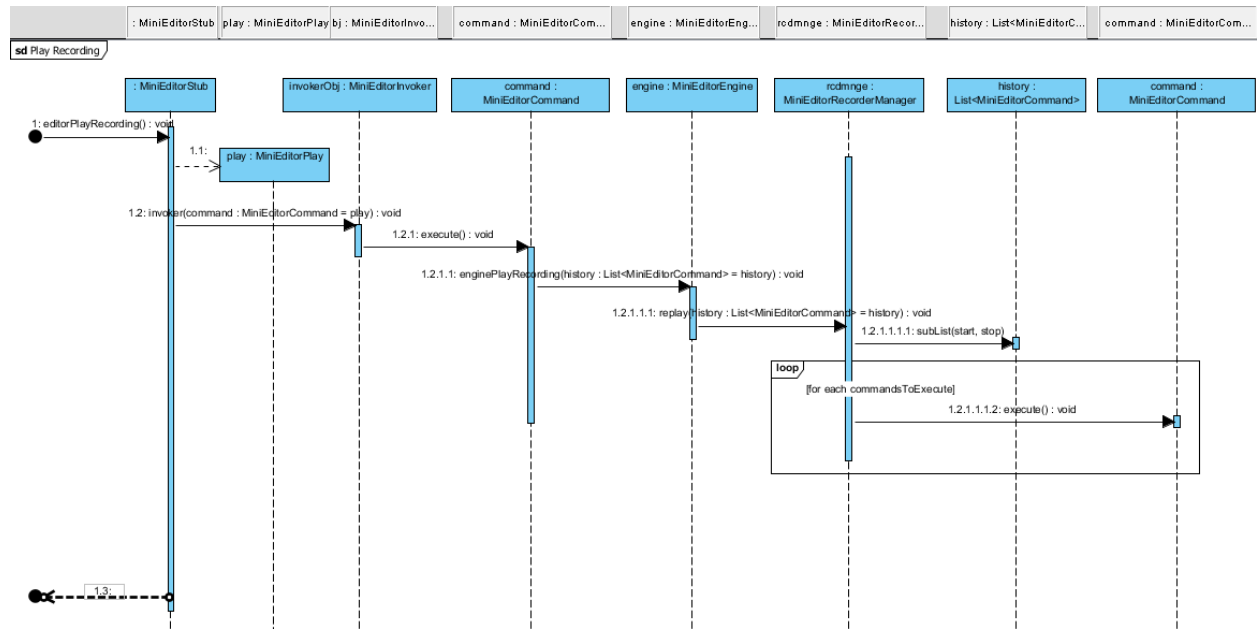 : MiniEditorStub
play : MiniEditorPlay
bj : MiniEditorInvo...
command : MiniEditorCom...
engine : MiniEditorEng...
rcdmnge : MiniEditorRecor...
history : List<MiniEditorC...
command : MiniEditorCom...
sd Play Recording
: MiniEditorStub
invokerObj : MiniEditorInvoker
command :
MiniEditorCommand
engine : MiniEditorEngine
rcdmnge :
MiniEditorRecorderManager
history :
List<MiniEditorCommand>
command :
MiniEditorCommand
1: editorPlayRecording() : void
1.1:
play : MiniEditorPlay
1.2: invoker(command : MiniEditorCommand = play) : void
1.2.1: execute() : void
1.2.1.1: enginePlayRecording(history : List<MiniEditorCommand> = history) : void
1.2.1.1.1: replay(history : List<MiniEditorCommand> = history) : void
1.2.1.1.1.1: subList(start, stop)
loop
[for each commandsToExecute]
1.2.1.1.1.2: execute() : void
1.3: